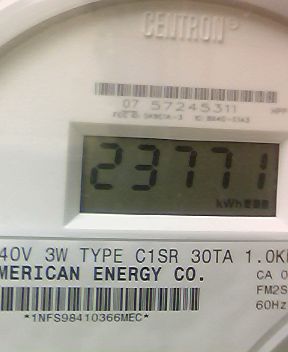 CENTRON®
07 57245311
23771
kWh
40V 3W TYPE C1SR 30TA 1.0K
MERICAN ENERGY CO.
CA 0
FM2S
60Hz
*1NFS98410366MEC*